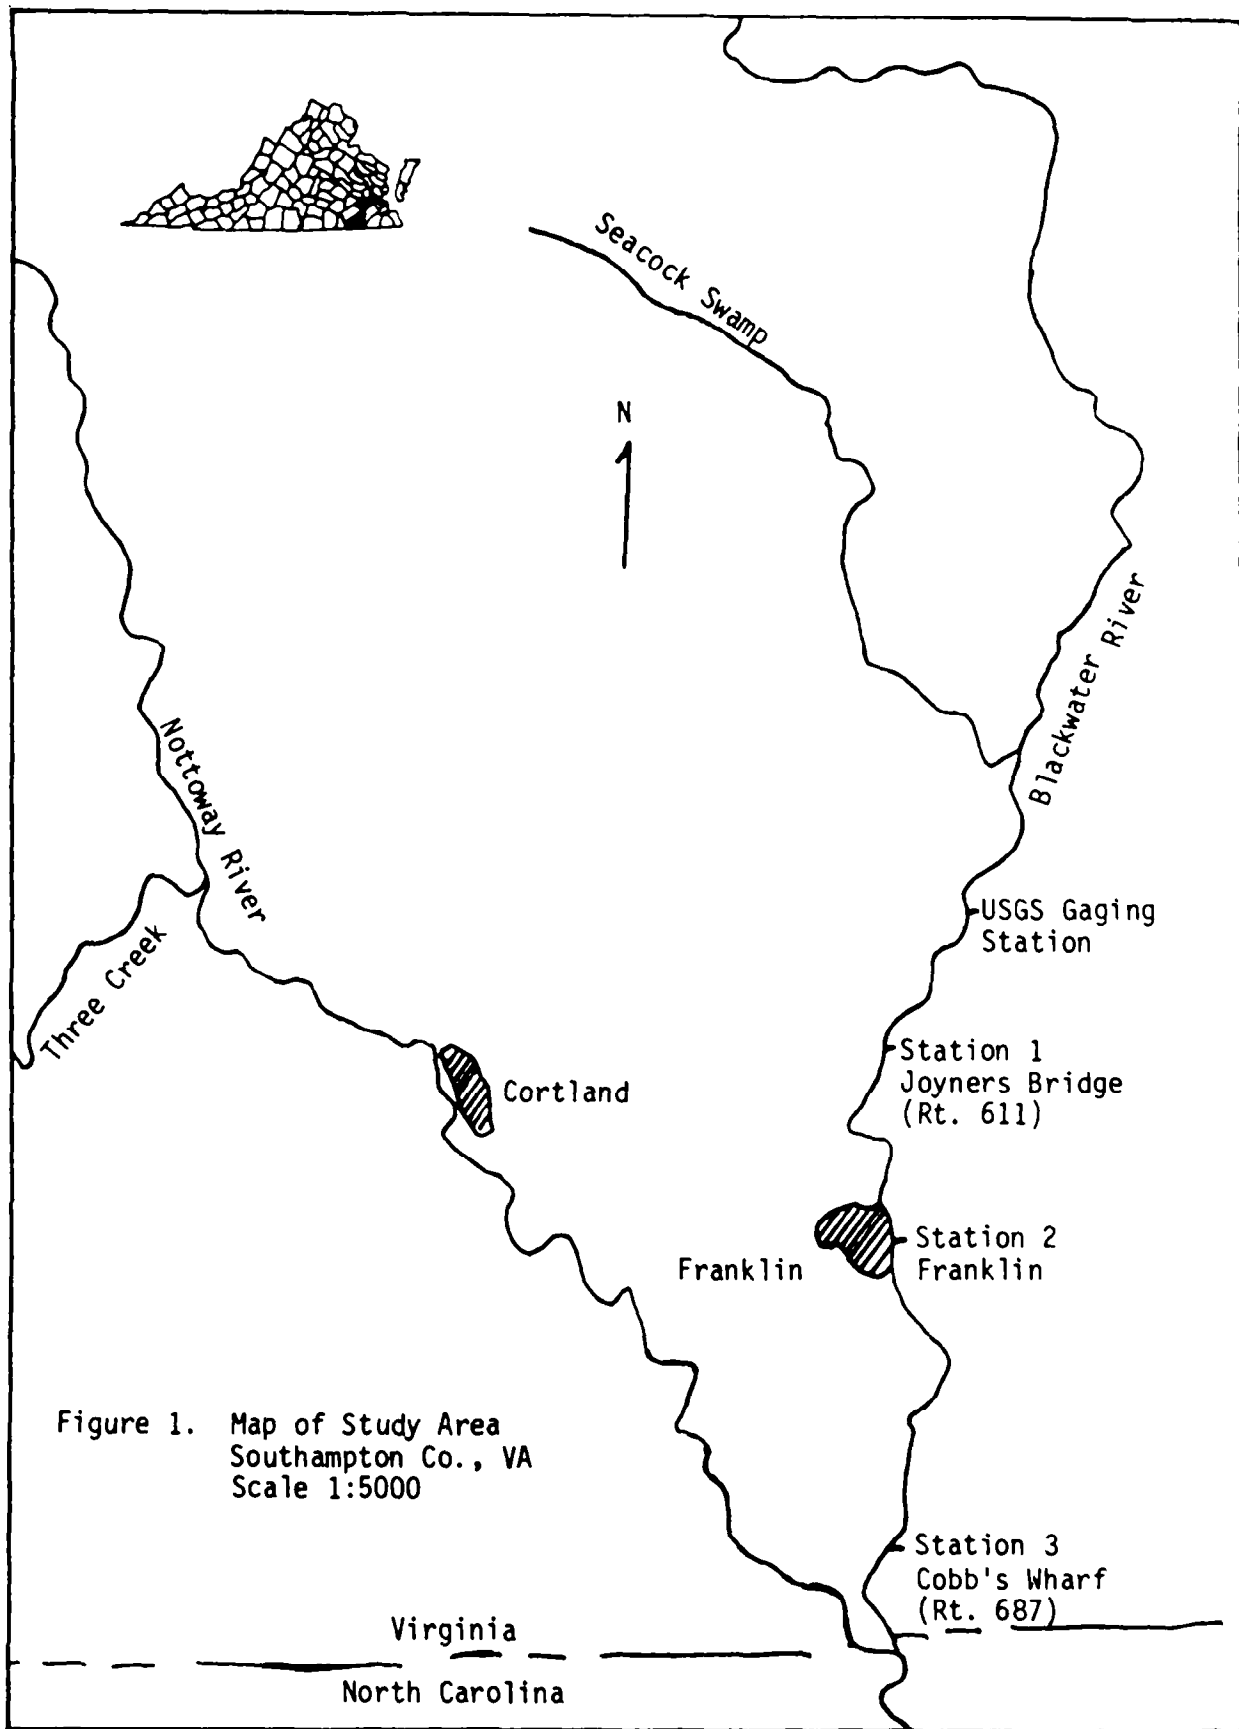 Seacock Swamp
N
Blackwater River
Nottoway River
USGS Gaging
Station
Three Creek
Station 1
Joyners Bridge
(Rt. 611)
Cortland
Station 2
Franklin
Franklin
Figure 1. Map of Study Area
Southampton Co., VA
Scale 1:5000
Station 3
Cobb's Wharf
(Rt. 687)
Virginia
North Carolina